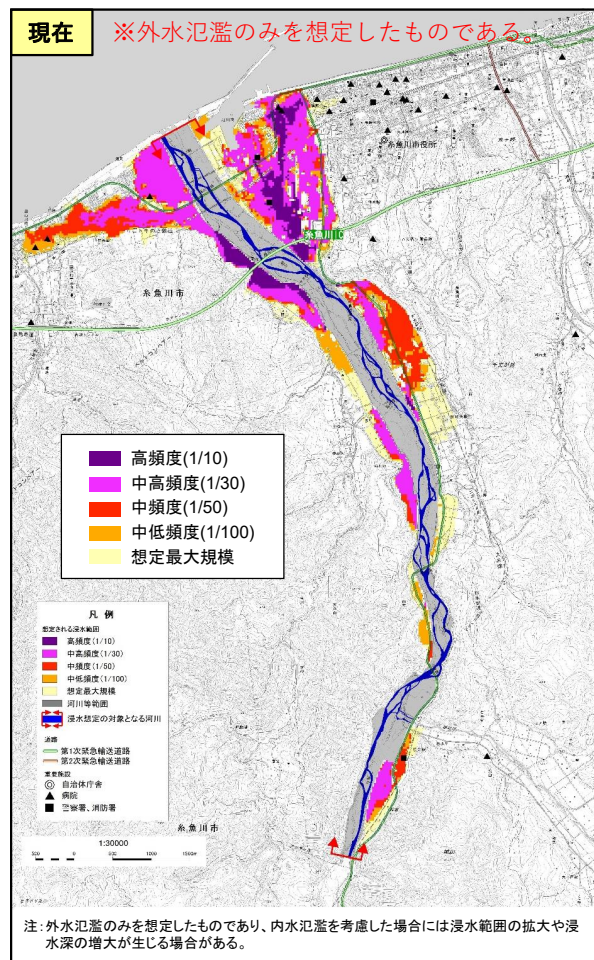 現在
※外水氾濫のみを想定したものである。
糸魚川市役所
糸魚川IC
糸魚川市
高頻度(1/10)
中高頻度(1/30)
中頻度(1/50)
中低頻度(1/100)
想定最大規模
凡 例
想定される浸水範囲
高頻度(1/10)
中高頻度(1/30)
中頻度(1/50)
中低頻度(1/100)
想定最大規模
河川等範囲
浸水想定の対象となる河川
道路
第1次緊急輸送道路
第2次緊急輸送道路
重要施設
自治体庁舎
病院
警察署、消防署
1:30000
500 0 500 1000 1500m
糸魚川市
注:外水氾濫のみを想定したものであり、内水氾濫を考慮した場合には浸水範囲の拡大や浸
水深の増大が生じる場合がある。